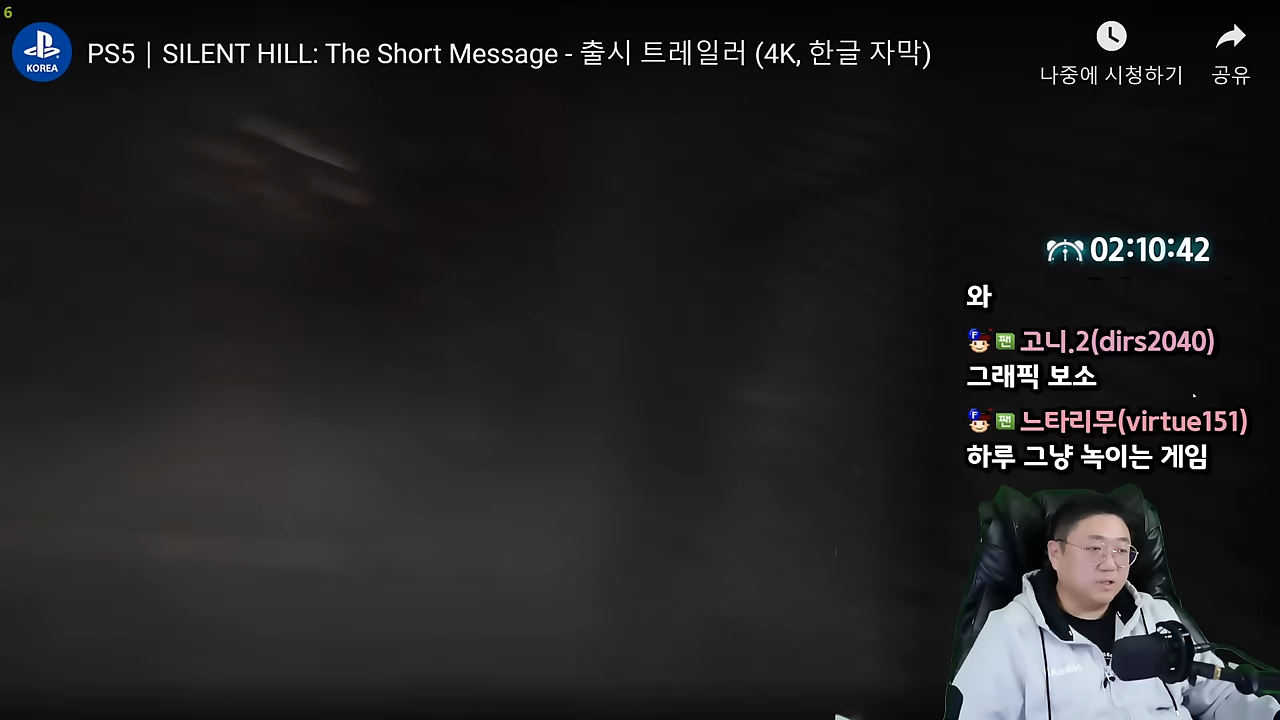 6
KOREA
PS5｜SILENT HILL: The Short Message - 출시 트레일러 (4K, 한글 자막)
나중에 시청하기
공유
02:10:42
와
F 팬 고니.2(dirs2040)
그래픽 보소
F 팬 느타리무(virtue151)
하루 그냥 녹이는 게임